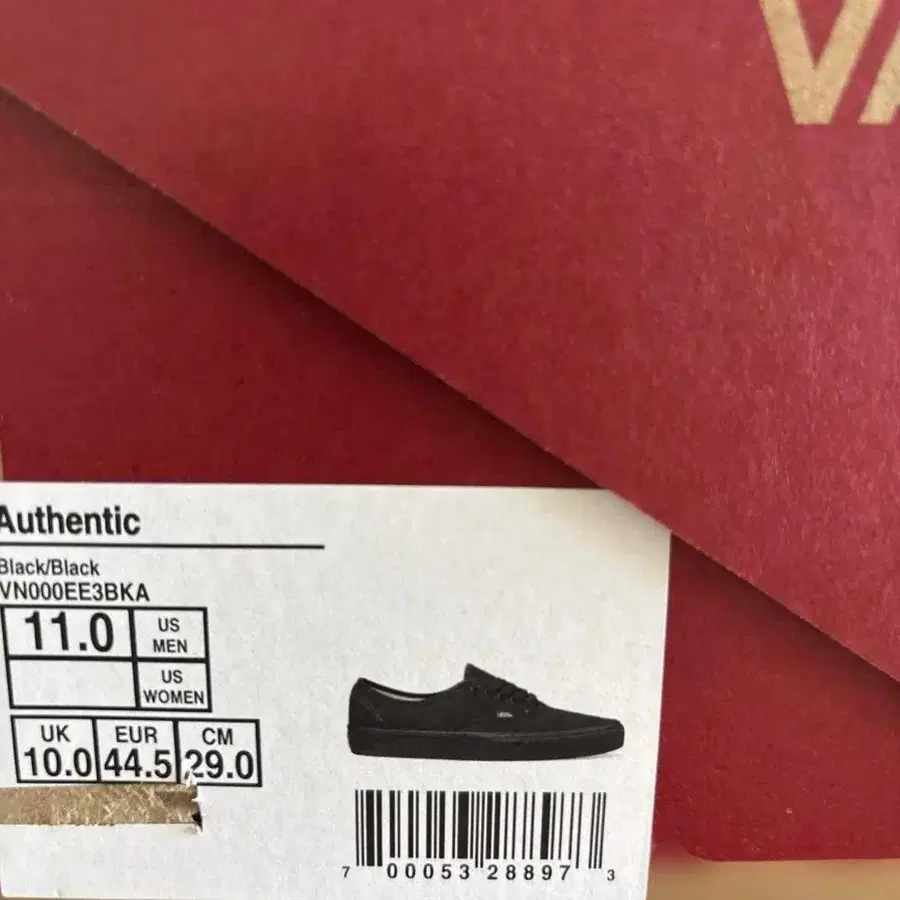 VA
Authentic
Black/Black
VN000EE3BKA
11.0 US MEN
US WOMEN
UK EUR CM
10.0 44.5 29.0
7 00053 28897 3